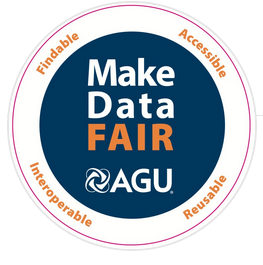 Findable
Accessible
Make
Data
FAIR
AGU
Interoperable
Reusable